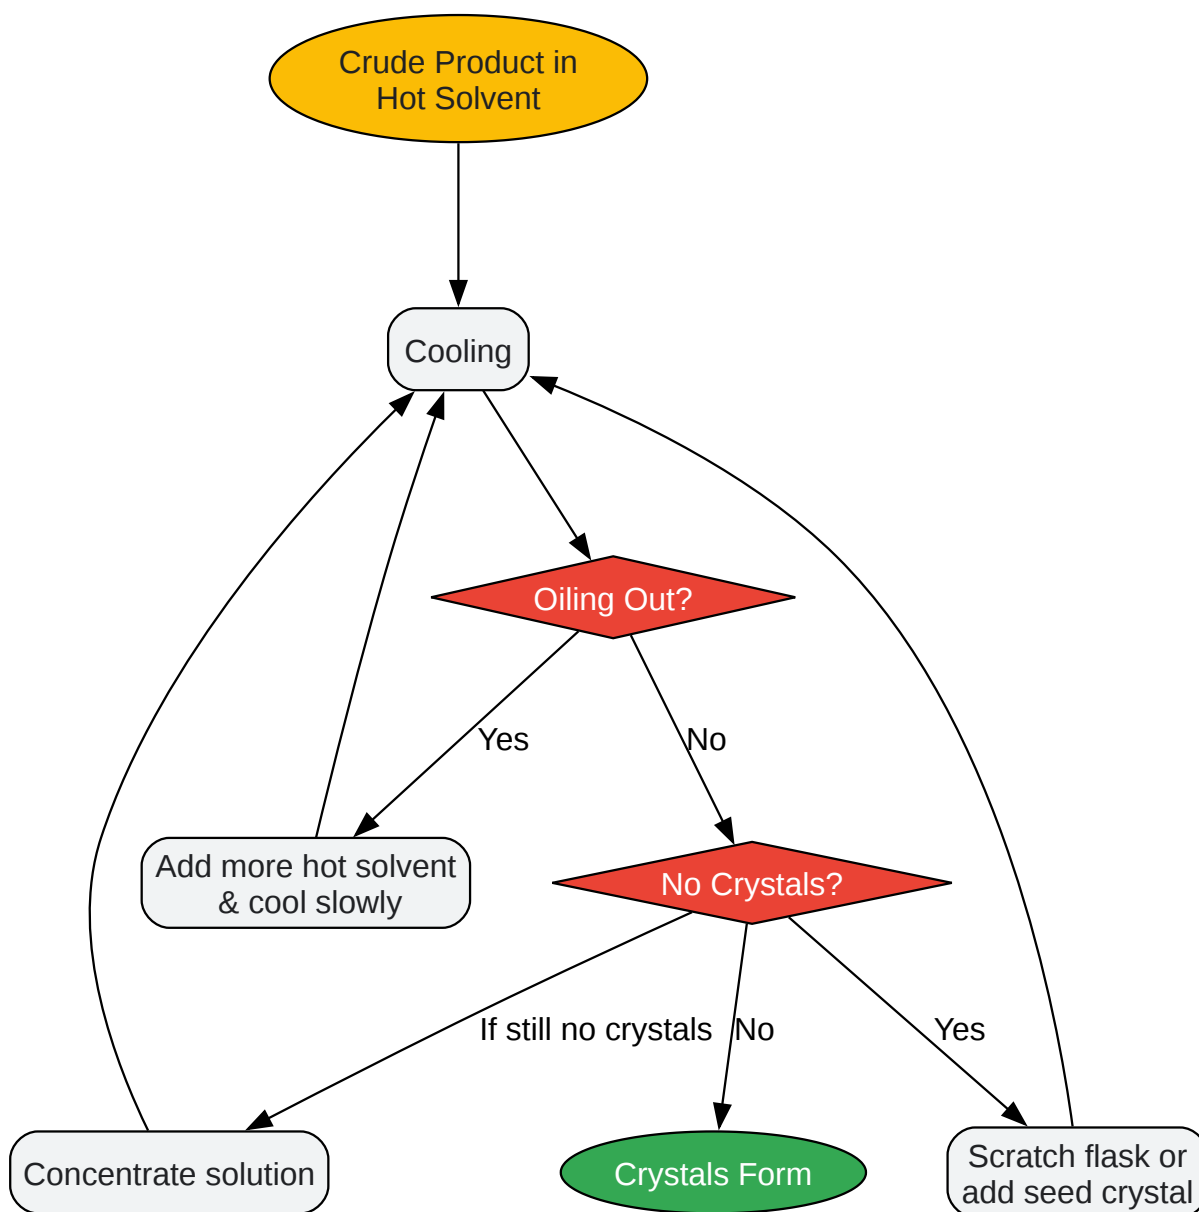 Crude Product in
Hot Solvent
Cooling
Oiling Out?
Yes
No
Add more hot solvent
& cool slowly
No Crystals?
If still no crystals
No
Yes
Concentrate solution
Crystals Form
Scratch flask or
add seed crystal